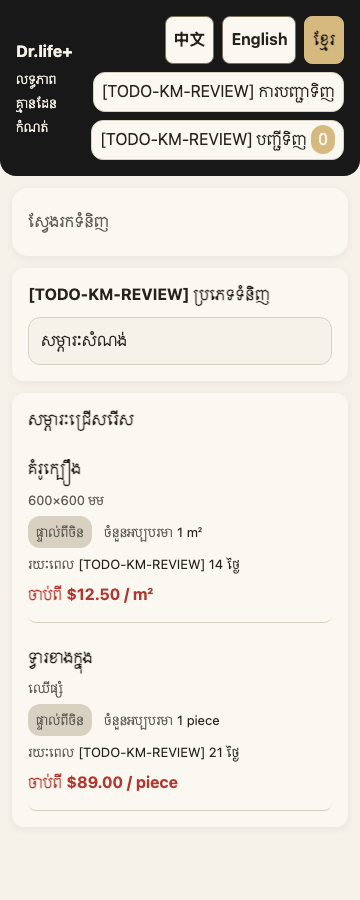 中文 English ខ្មែរ
Dr.life+
លទ្ធភាព
គ្មានដែន
កំណត់
[TODO-KM-REVIEW] ការបញ្ជាទិញ
[TODO-KM-REVIEW] បញ្ជីទិញ 0
ស្វែងរកទំនិញ
[TODO-KM-REVIEW] ប្រភេទទំនិញ
សម្ភារៈសំណង់
សម្ភារៈជ្រើសរើស
គំរូក្បឿង
600×600 មម
ផ្ទាល់ពីចិន ចំនួនអប្បបរមា 1 m²
រយៈពេល [TODO-KM-REVIEW] 14 ថ្ងៃ
ចាប់ពី $12.50 / m²
ទ្វារខាងក្នុង
ឈើផ្សំ
ផ្ទាល់ពីចិន ចំនួនអប្បបរមា 1 piece
រយៈពេល [TODO-KM-REVIEW] 21 ថ្ងៃ
ចាប់ពី $89.00 / piece